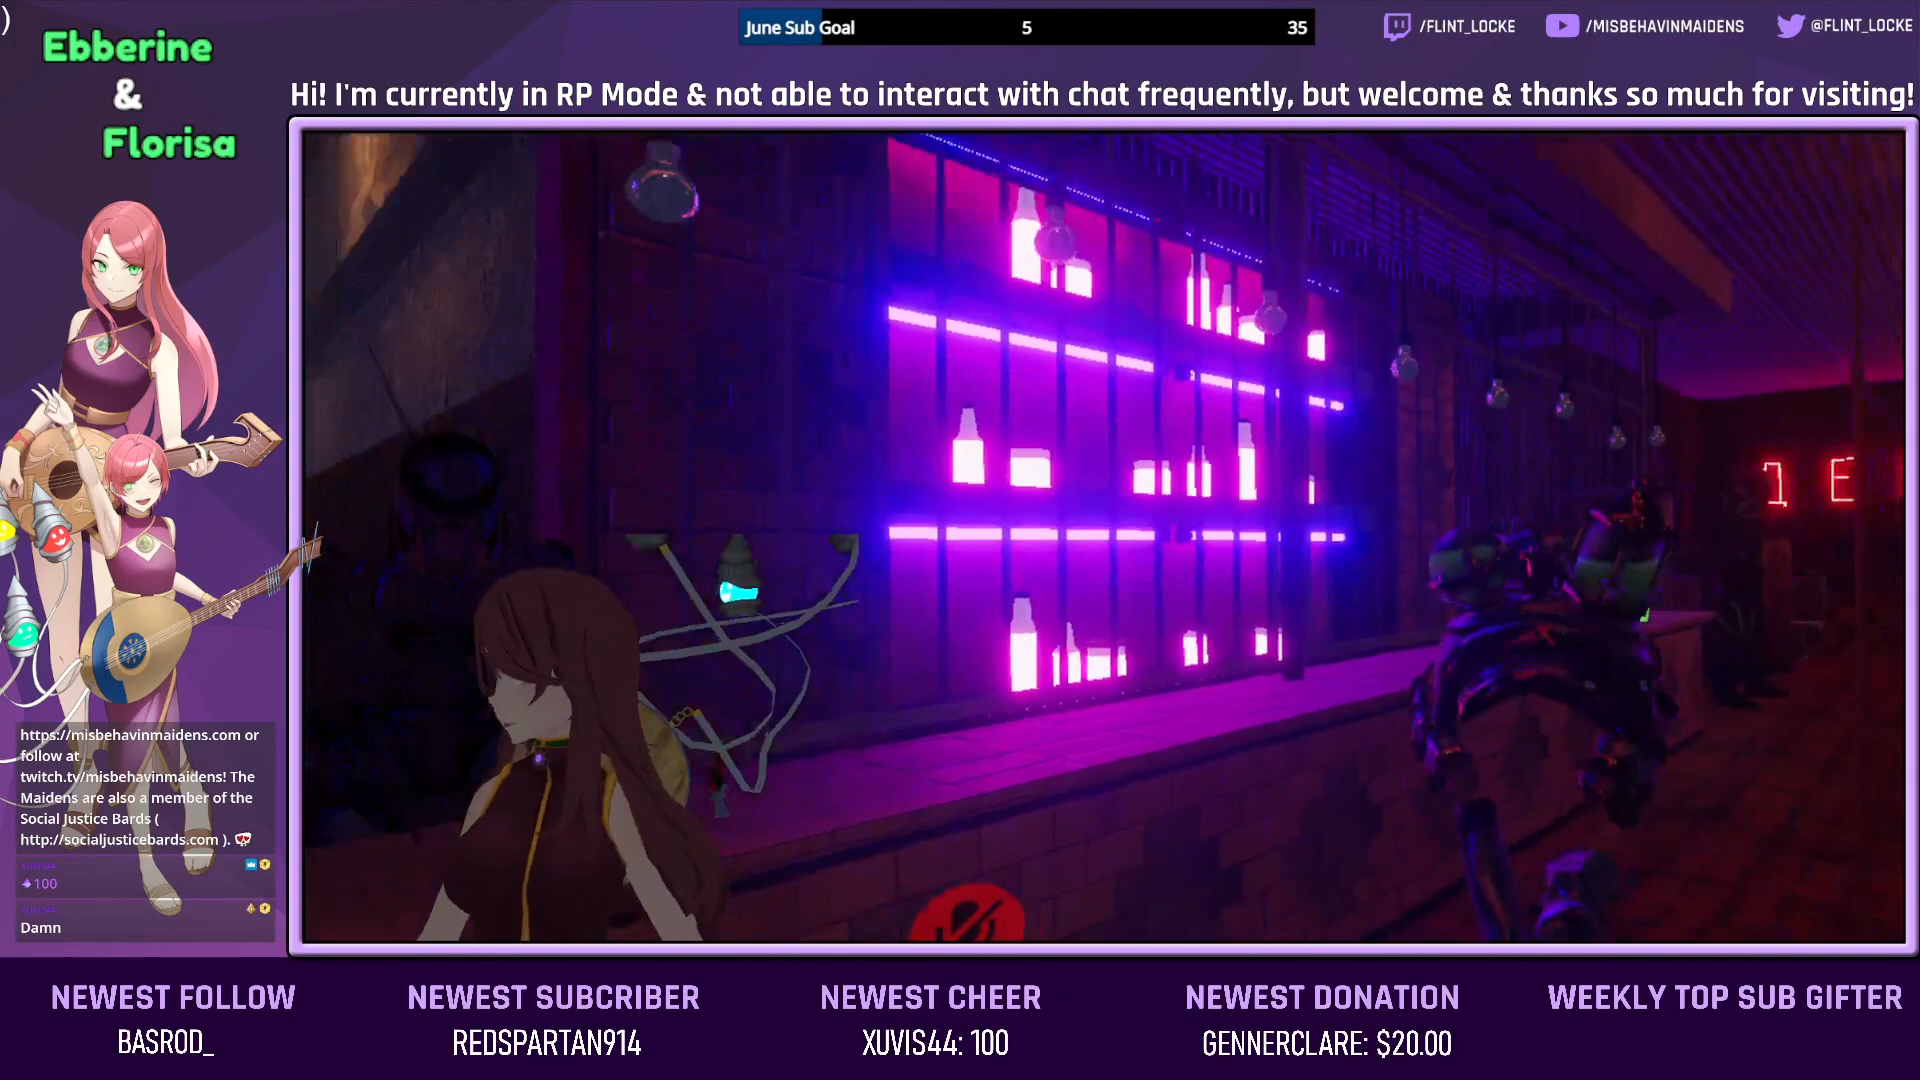 )
Ebberine
&
Florisa
June Sub Goal 5 35
/FLINT_LOCKE
/MISBEHAVINMAIDENS
@FLINT_LOCKE
Hi! I'm currently in RP Mode & not able to interact with chat frequently, but welcome & thanks so much for visiting!
1 E
https://misbehavinmaidens.com or
follow at
twitch.tv/misbehavinmaidens! The
Maidens are also a member of the
Social Justice Bards (
http://socialjusticebards.com ).
100
Damn
NEWEST FOLLOW
BASROD_
NEWEST SUBCRIBER
REDSPARTAN914
NEWEST CHEER
XUVIS44: 100
NEWEST DONATION
GENNERCLARE: $20.00
WEEKLY TOP SUB GIFTER